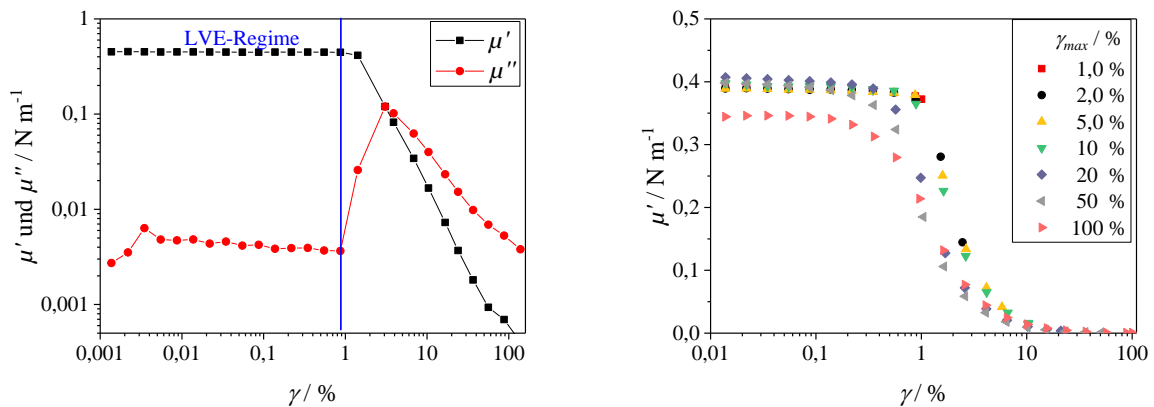 LVE-Regime
μ'
μ''
1
0,1
0,01
0,001
μ' und μ'' / N m⁻¹
0,001 0,01 0,1 1 10 100
γ / %
γmax / %
1,0 %
2,0 %
5,0 %
10 %
20 %
50 %
100 %
0,5
0,4
0,3
0,2
0,1
0,0
μ' / N m⁻¹
0,01 0,1 1 10 100
γ / %